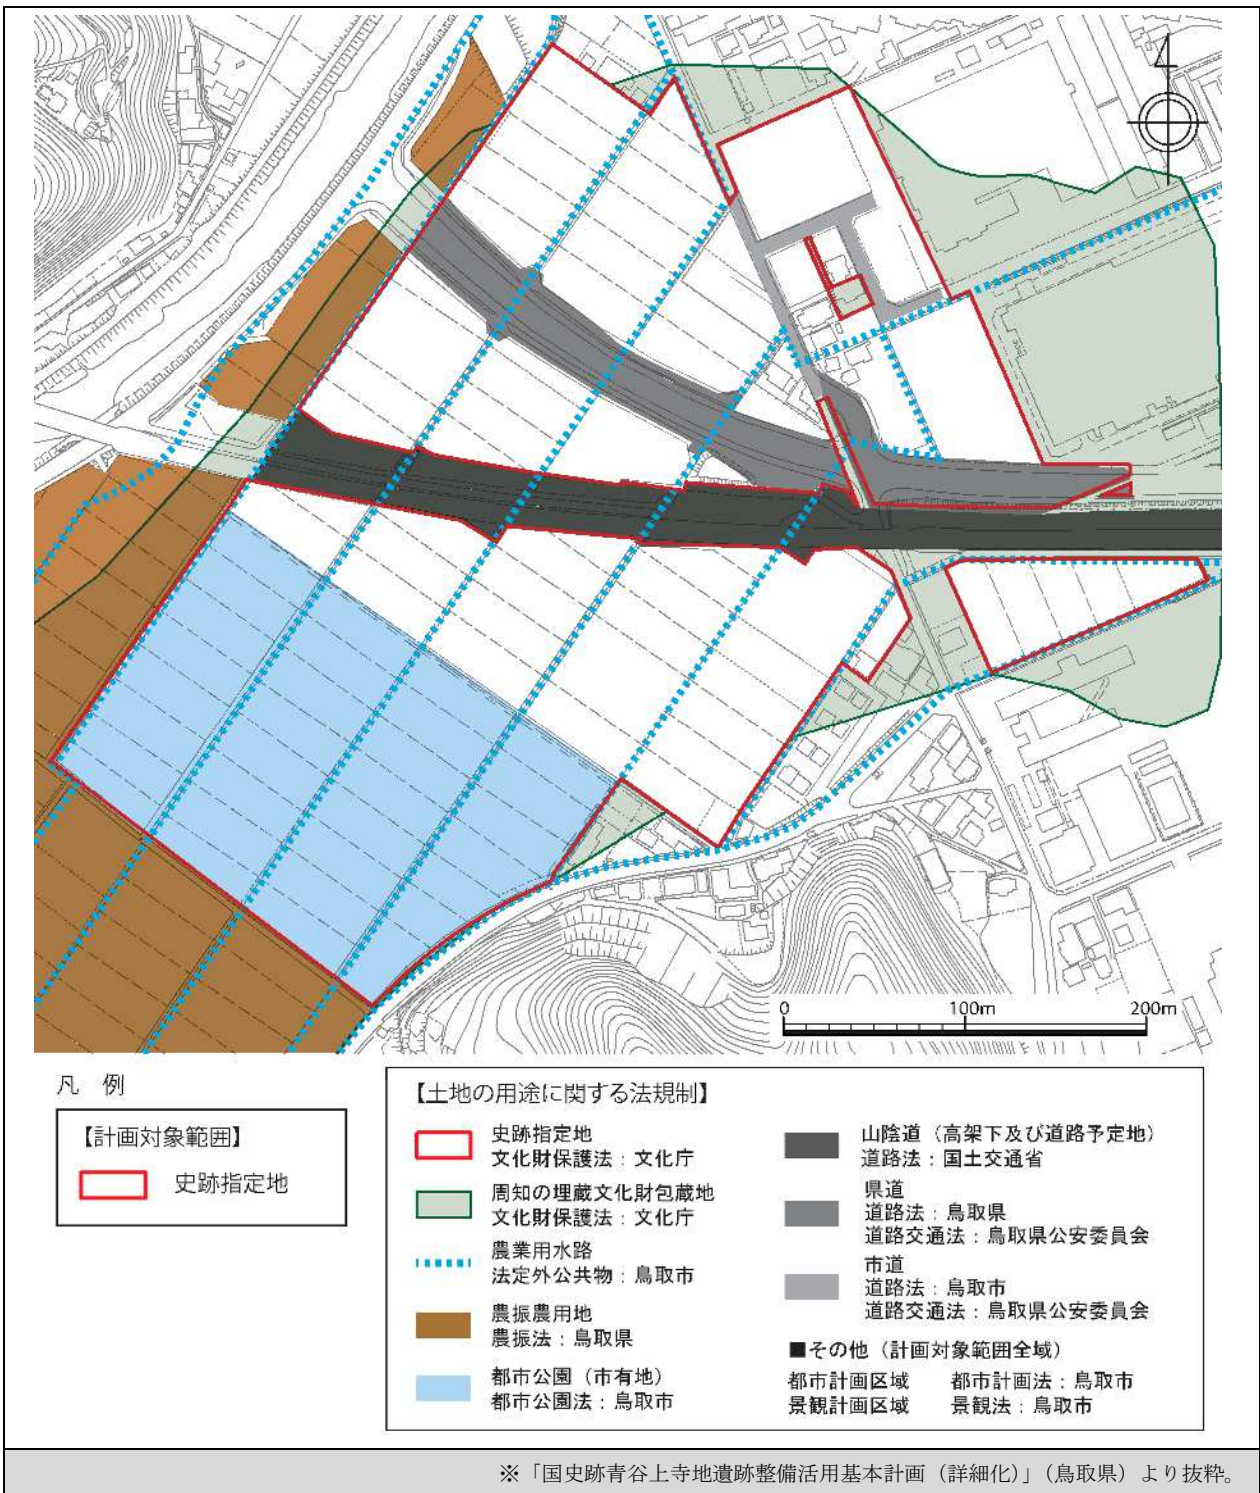 0 100m 200m
凡 例
【計画対象範囲】
史跡指定地
【土地の用途に関する法規制】
史跡指定地
文化財保護法：文化庁
周知の埋蔵文化財包蔵地
文化財保護法：文化庁
農業用水路
法定外公共物：鳥取市
農振農用地
農振法：鳥取県
都市公園（市有地）
都市公園法：鳥取市
山陰道（高架下及び道路予定地）
道路法：国土交通省
県道
道路法：鳥取県
道路交通法：鳥取県公安委員会
市道
道路法：鳥取市
道路交通法：鳥取県公安委員会
■その他（計画対象範囲全域）
都市計画区域 都市計画法：鳥取市
景観計画区域 景観法：鳥取市
※「国史跡青谷上寺地遺跡整備活用基本計画（詳細化）」（鳥取県）より抜粋。